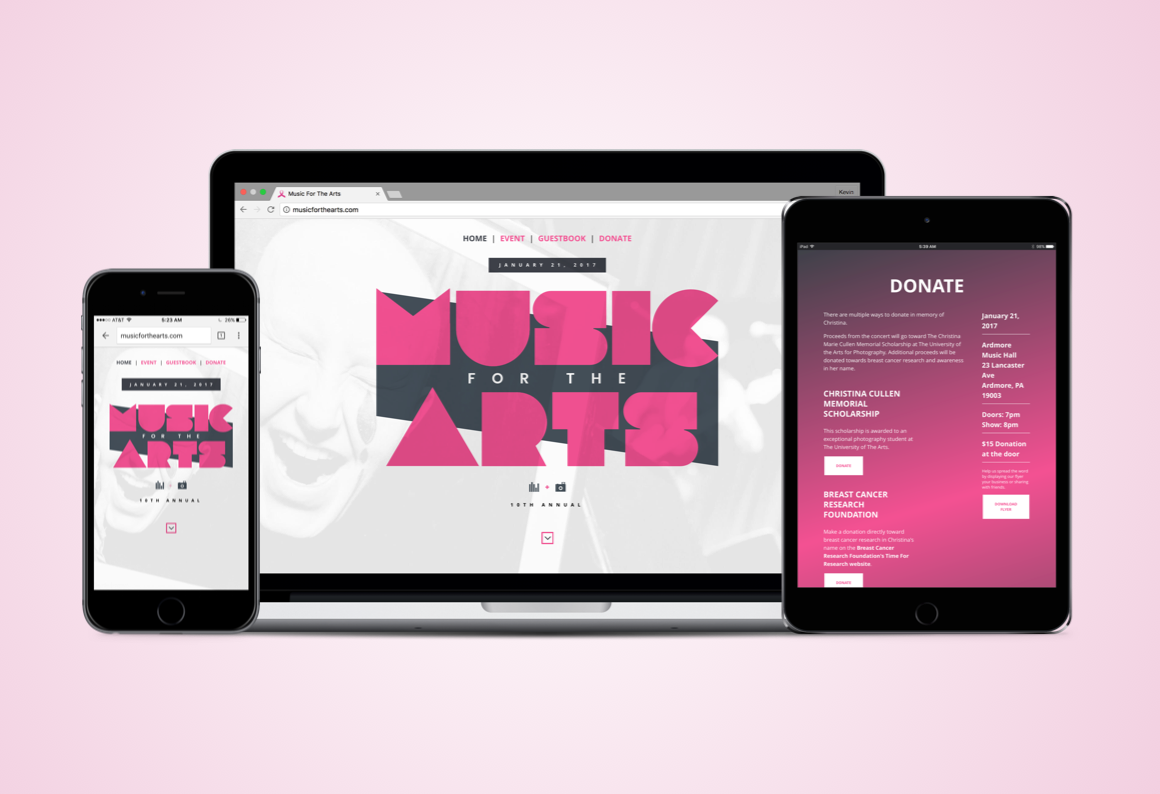 Music For The Arts
Kevin
musicforthearts.com
HOME | EVENT | GUESTBOOK | DONATE
JANUARY 21, 2017
MUSIC
FOR THE
ARTS
10TH ANNUAL
AT&T 9:23 AM 26%
musicforthearts.com 1
HOME | EVENT | GUESTBOOK | DONATE
JANUARY 21, 2017
MUSIC
FOR THE
ARTS
10TH ANNUAL
iPad 9:26 AM
DONATE
There are multiple ways to donate in memory of
Christina.
Proceeds from the concert will go toward The Christina
Marie Cullen Memorial Scholarship at The University of
the Arts for Photography. Additional proceeds will be
donated towards breast cancer research and awareness
in her name.
CHRISTINA CULLEN
MEMORIAL
SCHOLARSHIP
This scholarship is awarded to an
exceptional photography student at
The University of The Arts.
DONATE
BREAST CANCER
RESEARCH
FOUNDATION
Make a donation directly toward
breast cancer research in Christina's
name on the Breast Cancer
Research Foundation's Time For
Research website.
DONATE
January 21,
2017
Ardmore
Music Hall
23 Lancaster
Ave
Ardmore, PA
19003
Doors: 7pm
Show: 8pm
$15 Donation
at the door
Help us spread the word
by displaying our flyer
your business or sharing
with friends.
DOWNLOAD
FLYER